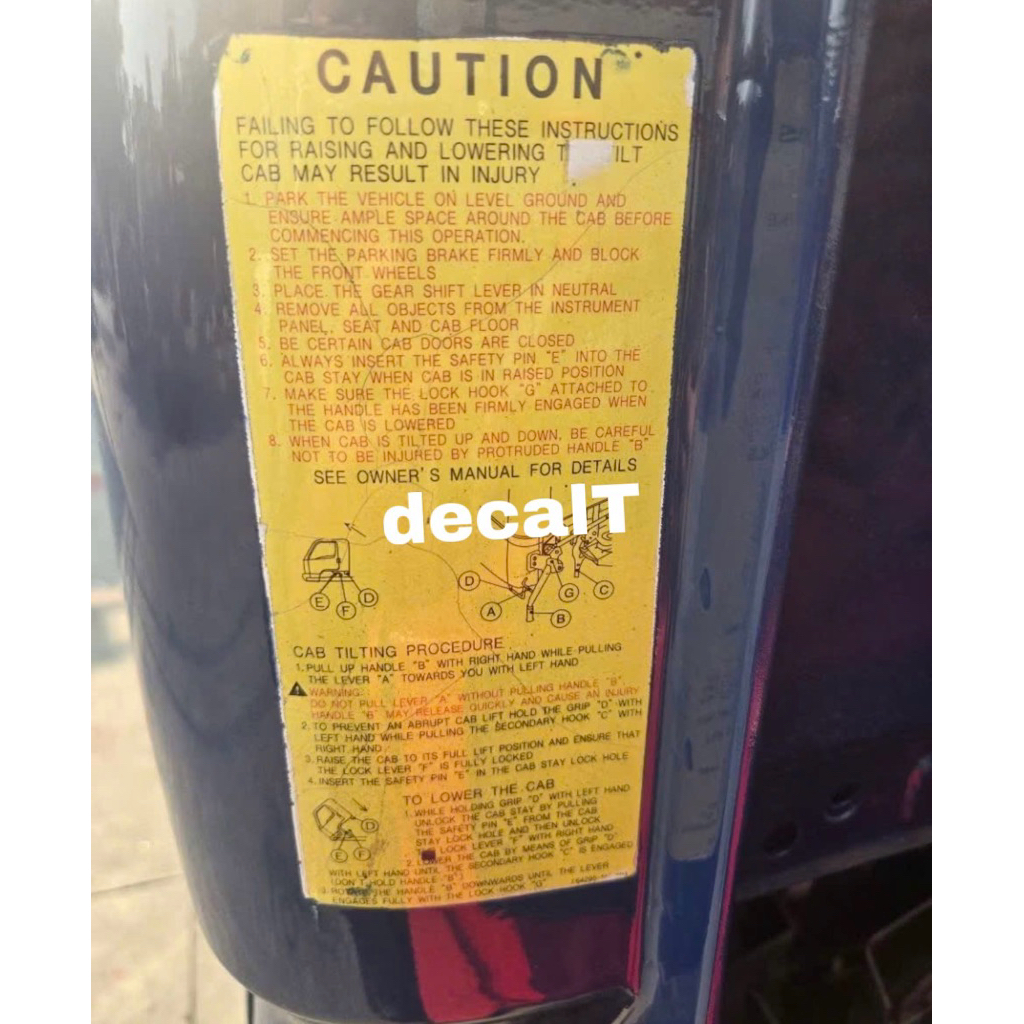 CAUTION
FAILING TO FOLLOW THESE INSTRUCTIONS
FOR RAISING AND LOWERING T ILT
CAB MAY RESULT IN INJURY
1. PARK THE VEHICLE ON LEVEL GROUND AND
ENSURE AMPLE SPACE AROUND THE CAB BEFORE
COMMENCING THIS OPERATION.
2. SET THE PARKING BRAKE FIRMLY AND BLOCK
THE FRONT WHEELS
3. PLACE THE GEAR SHIFT LEVER IN NEUTRAL
4. REMOVE ALL OBJECTS FROM THE INSTRUMENT
PANEL, SEAT AND CAB FLOOR
5. BE CERTAIN CAB DOORS ARE CLOSED
6. ALWAYS INSERT THE SAFETY PIN "E" INTO THE
CAB STAY WHEN CAB IS IN RAISED POSITION
7. MAKE SURE THE LOCK HOOK "G" ATTACHED TO
THE HANDLE HAS BEEN FIRMLY ENGAGED WHEN
THE CAB IS LOWERED
8. WHEN CAB IS TILTED UP AND DOWN, BE CAREFUL
NOT TO BE INJURED BY PROTRUDED HANDLE "B"
SEE OWNER'S MANUAL FOR DETAILS
decalT
E F D
D A G C B
CAB TILTING PROCEDURE
1. PULL UP HANDLE "B" WITH RIGHT HAND WHILE PULLING
THE LEVER "A" TOWARDS YOU WITH LEFT HAND
WARNING:
DO NOT PULL LEVER "A" WITHOUT PULLING HANDLE "B"
HANDLE "B" MAY RELEASE QUICKLY AND CAUSE AN INJURY
2. TO PREVENT AN ABRUPT CAB LIFT HOLD THE GRIP "D" WITH
LEFT HAND WHILE PULLING THE SECONDARY HOOK "C" WITH
RIGHT HAND
3. RAISE THE CAB TO ITS FULL LIFT POSITION AND ENSURE THAT
THE LOCK LEVER "F" IS FULLY LOCKED
4. INSERT THE SAFETY PIN "E" IN THE CAB STAY LOCK HOLE
D
E F
TO LOWER THE CAB
1. WHILE HOLDING GRIP "D" WITH LEFT HAND
UNLOCK THE CAB STAY BY PULLING
THE SAFETY PIN "E" FROM THE CAB
STAY LOCK HOLE AND THEN UNLOCK
LOCK LEVER "F" WITH RIGHT HAND
2. LOWER THE CAB BY MEANS OF GRIP "D"
WITH LEFT HAND UNTIL THE SECONDARY HOOK "C" IS ENGAGED
(DON'T HOLD HANDLE "B")
3. ROTATE THE HANDLE "B" DOWNWARDS UNTIL THE LEVER
ENGAGES FULLY WITH THE LOCK HOOK "G"